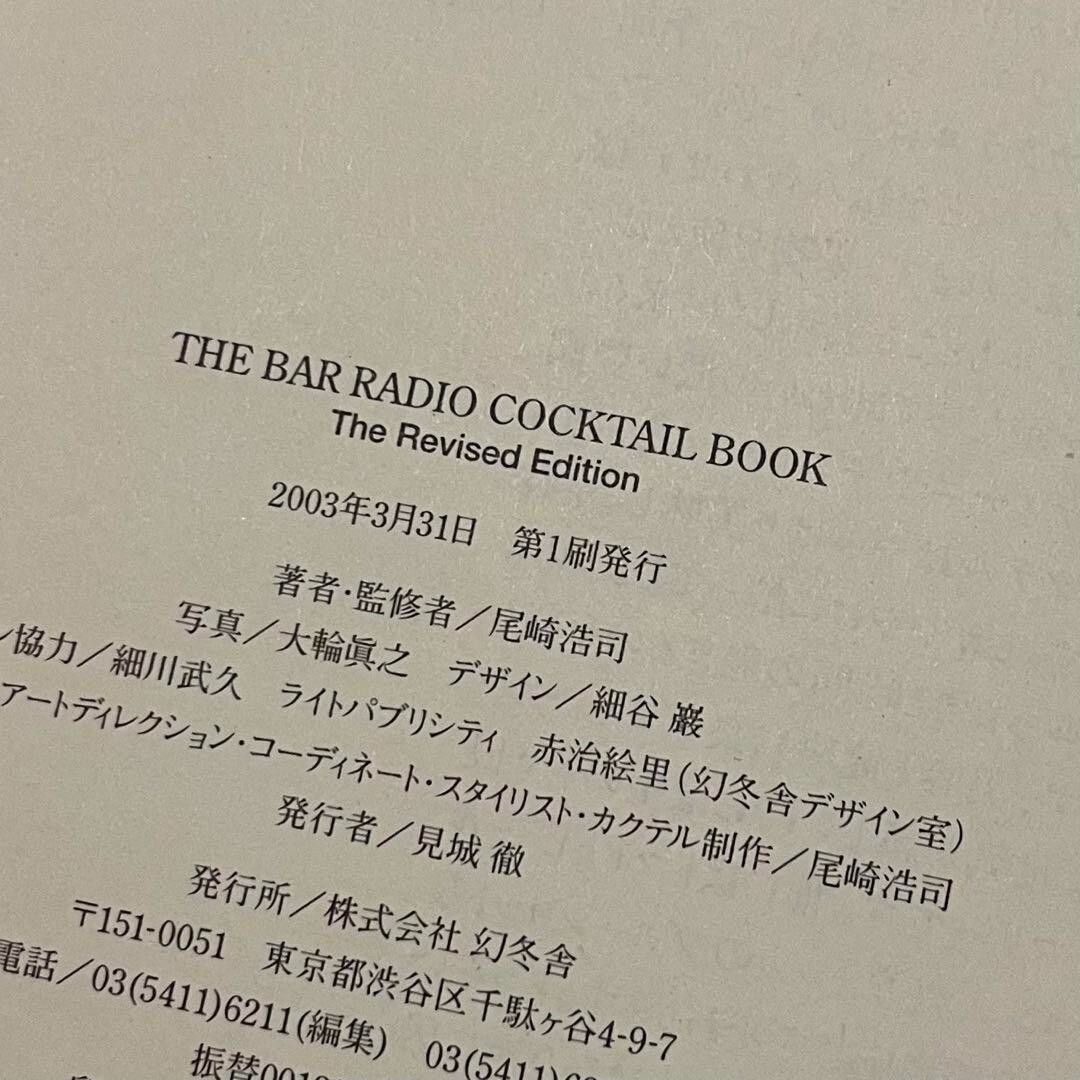 THE BAR RADIO COCKTAIL BOOK
The Revised Edition
2003年3月31日　第1刷発行
著者・監修者／尾崎浩司
写真／大輪眞之　デザイン／細谷 巖
／協力／細川武久　ライトパブリシティ　赤治絵里(幻冬舎デザイン室)
アートディレクション・コーディネート・スタイリスト・カクテル制作／尾崎浩司
発行者／見城 徹
発行所／株式会社 幻冬舎
〒151-0051　東京都渋谷区千駄ヶ谷4-9-7
電話／03(5411)6211(編集)　03(5411)6
振替001